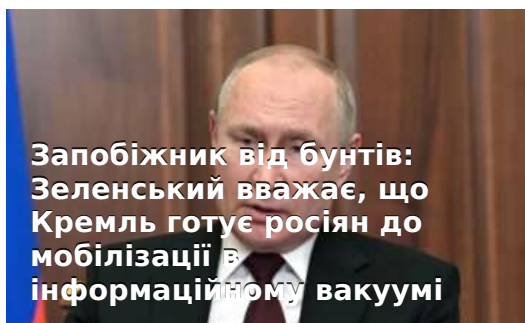 Запобіжник від бунтів:
Зеленський вважає, що
Кремль готує росіян до
мобілізації в
інформаційному вакуумі